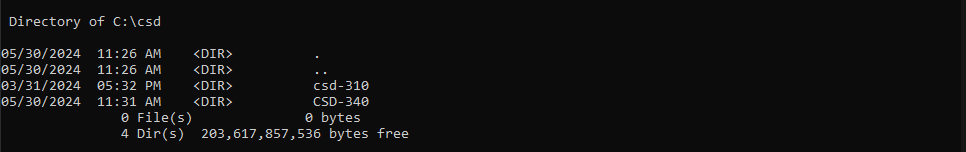 Directory of C:\csd
05/30/2024  11:26 AM    <DIR>          .
05/30/2024  11:26 AM    <DIR>          ..
03/31/2024  05:32 PM    <DIR>          csd-310
05/30/2024  11:31 AM    <DIR>          CSD-340
               0 File(s)              0 bytes
               4 Dir(s)  203,617,857,536 bytes free